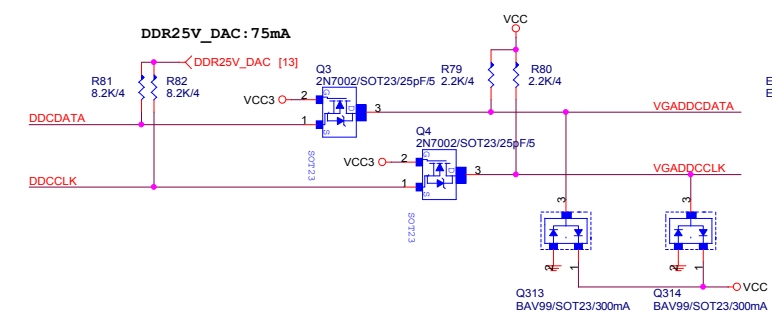 VCC
DDR25V_DAC:75mA
DDR25V_DAC [13]
Q3
2N7002/SOT23/25pF/5
R79
2.2K/4
R80
2.2K/4
R81
8.2K/4
R82
8.2K/4
E
E
VCC3
2
G
D
S
1
3
DDCDATA
VGADDCDATA
Q4
2N7002/SOT23/25pF/5
SOT23
VCC3
2
G
D
S
1
3
DDCCLK
VGADDCCLK
SOT23
3
3
2
1
2
1
VCC
Q313
BAV99/SOT23/300mA
Q314
BAV99/SOT23/300mA